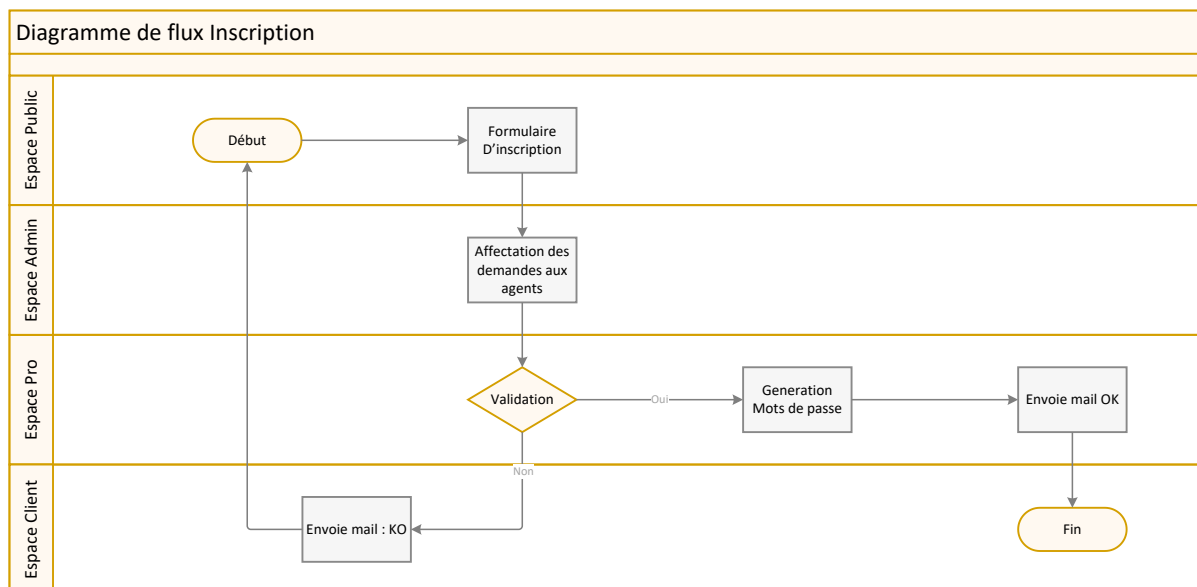 Diagramme de flux Inscription
Espace Public
Début
Formulaire
D’inscription
Espace Admin
Affectation des
demandes aux
agents
Espace Pro
Validation
Oui
Generation
Mots de passe
Envoie mail OK
Non
Espace Client
Envoie mail : KO
Fin